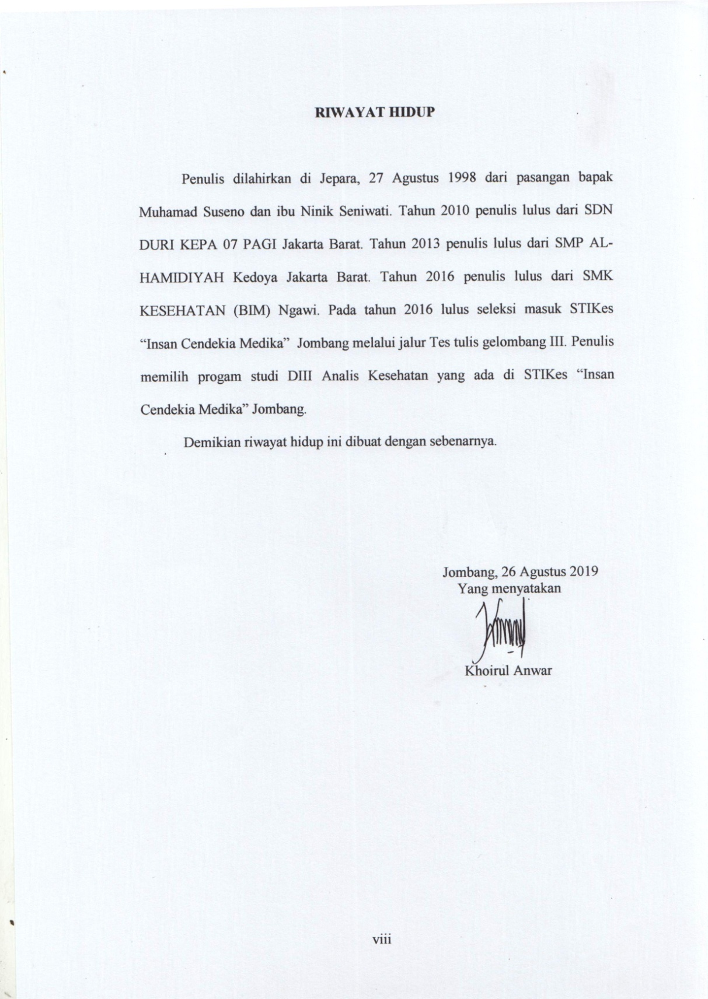 RIWAYAT HIDUP
Penulis dilahirkan di Jepara, 27 Agustus 1998 dari pasangan bapak
Muhamad Suseno dan ibu Ninik Seniwati. Tahun 2010 penulis lulus dari SDN
DURI KEPA 07 PAGI Jakarta Barat. Tahun 2013 penulis lulus dari SMP AL-
HAMIDIYAH Kedoya Jakarta Barat. Tahun 2016 penulis lulus dari SMK
KESEHATAN (BIM) Ngawi. Pada tahun 2016 lulus seleksi masuk STIKes
“Insan Cendekia Medika” Jombang melalui jalur Tes tulis gelombang III. Penulis
memilih progam studi DIII Analis Kesehatan yang ada di STIKes “Insan
Cendekia Medika” Jombang.
Demikian riwayat hidup ini dibuat dengan sebenarnya.
Jombang, 26 Agustus 2019
Yang menyatakan
Khoirul Anwar
viii